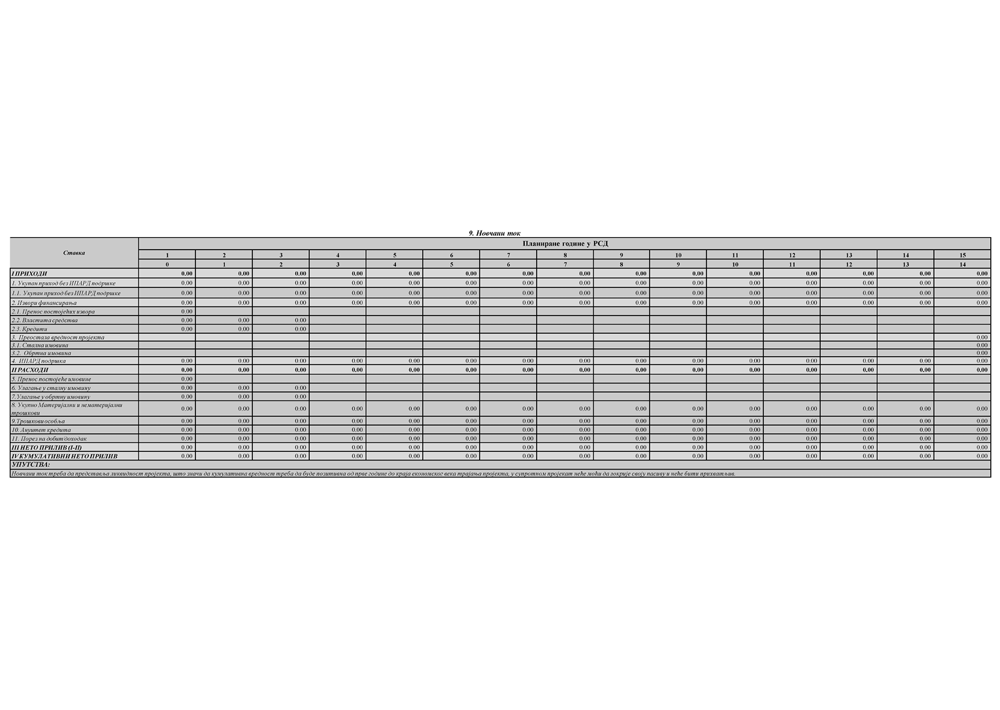 9. Новчани ток
Ставка
Планиране године у РСД
1 2 3 4 5 6 7 8 9 10 11 12 13 14 15
0 1 2 3 4 5 6 7 8 9 10 11 12 13 14
I ПРИХОДИ 0.00 0.00 0.00 0.00 0.00 0.00 0.00 0.00 0.00 0.00 0.00 0.00 0.00 0.00 0.00
1. Укупан приход без ИПАРД подршке 0.00 0.00 0.00 0.00 0.00 0.00 0.00 0.00 0.00 0.00 0.00 0.00 0.00 0.00 0.00
1.1. Укупан приход без ИПАРД подршке 0.00 0.00 0.00 0.00 0.00 0.00 0.00 0.00 0.00 0.00 0.00 0.00 0.00 0.00 0.00
2. Извори финансирања 0.00 0.00 0.00 0.00 0.00 0.00 0.00 0.00 0.00 0.00 0.00 0.00 0.00 0.00 0.00
2.1. Пренос постојећих извора 0.00
2.2. Властита средства 0.00 0.00 0.00
2.3. Кредити 0.00 0.00 0.00
3. Преостала вредност пројекта 0.00
3.1. Стална имовина 0.00
3.2. Обртна имовина 0.00
4. ИПАРД подршка 0.00 0.00 0.00 0.00 0.00 0.00 0.00 0.00 0.00 0.00 0.00 0.00 0.00 0.00 0.00
II РАСХОДИ 0.00 0.00 0.00 0.00 0.00 0.00 0.00 0.00 0.00 0.00 0.00 0.00 0.00 0.00 0.00
5. Пренос постојеће имовине 0.00
6. Улагање у сталну имовину 0.00 0.00 0.00
7.Улагање у обртну имовину 0.00 0.00 0.00
8. Укупно Материјални и нематеријални
трошкови 0.00 0.00 0.00 0.00 0.00 0.00 0.00 0.00 0.00 0.00 0.00 0.00 0.00 0.00 0.00
9.Трошкови особља 0.00 0.00 0.00 0.00 0.00 0.00 0.00 0.00 0.00 0.00 0.00 0.00 0.00 0.00 0.00
10. Ануитет кредита 0.00 0.00 0.00 0.00 0.00 0.00 0.00 0.00 0.00 0.00 0.00 0.00 0.00 0.00 0.00
11. Порез на добит/доходак 0.00 0.00 0.00 0.00 0.00 0.00 0.00 0.00 0.00 0.00 0.00 0.00 0.00 0.00 0.00
III НЕТО ПРИЛИВ (I-II) 0.00 0.00 0.00 0.00 0.00 0.00 0.00 0.00 0.00 0.00 0.00 0.00 0.00 0.00 0.00
IV КУМУЛАТИВНИ НЕТО ПРИЛИВ 0.00 0.00 0.00 0.00 0.00 0.00 0.00 0.00 0.00 0.00 0.00 0.00 0.00 0.00 0.00
УПУТСТВА:
Новчани ток треба да представља ликвидност пројекта, што значи да кумулативна вредност треба да буде позитивна од прве године до краја економског века трајања пројекта, у супротном пројекат неће моћи да покрије своју пасиву и неће бити прихватљив.